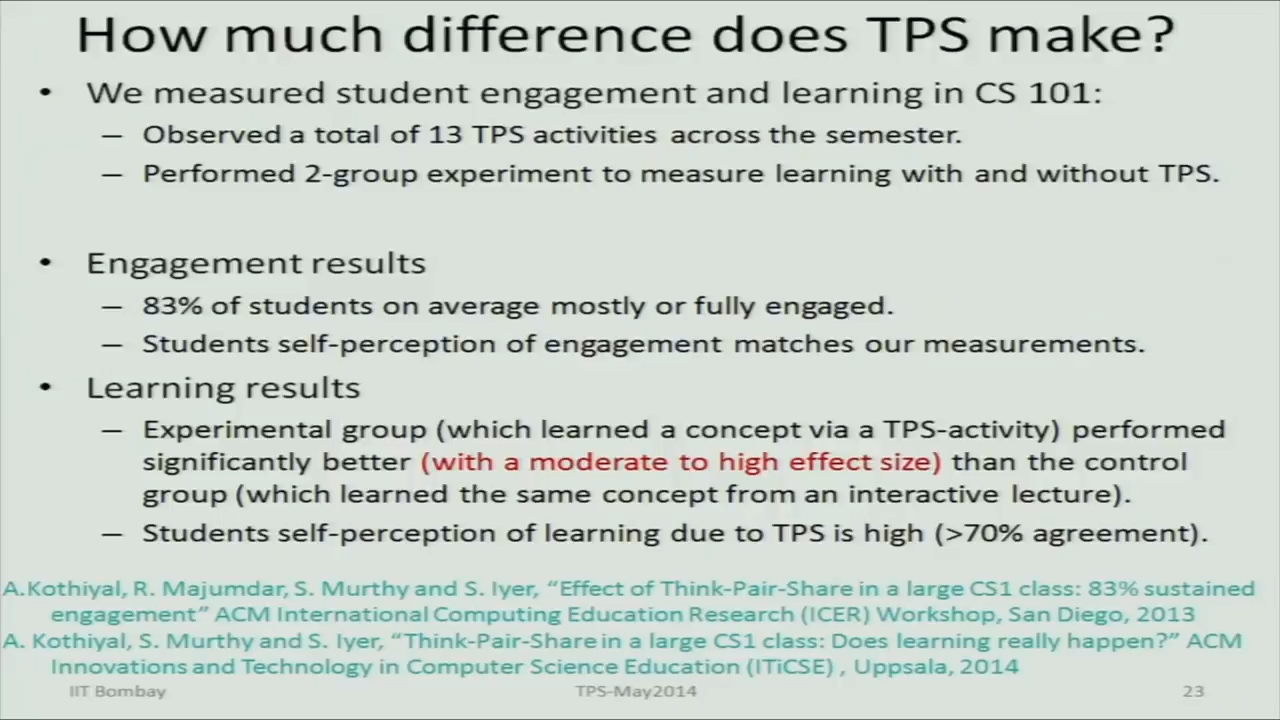 How much difference does TPS make?
• We measured student engagement and learning in CS 101:
– Observed a total of 13 TPS activities across the semester.
– Performed 2-group experiment to measure learning with and without TPS.
• Engagement results
– 83% of students on average mostly or fully engaged.
– Students self-perception of engagement matches our measurements.
• Learning results
– Experimental group (which learned a concept via a TPS-activity) performed
significantly better (with a moderate to high effect size) than the control
group (which learned the same concept from an interactive lecture).
– Students self-perception of learning due to TPS is high (>70% agreement).
A.Kothiyal, R. Majumdar, S. Murthy and S. Iyer, “Effect of Think-Pair-Share in a large CS1 class: 83% sustained
engagement” ACM International Computing Education Research (ICER) Workshop, San Diego, 2013
A. Kothiyal, S. Murthy and S. Iyer, “Think-Pair-Share in a large CS1 class: Does learning really happen?” ACM
Innovations and Technology in Computer Science Education (ITiCSE) , Uppsala, 2014
IIT Bombay TPS-May2014 23